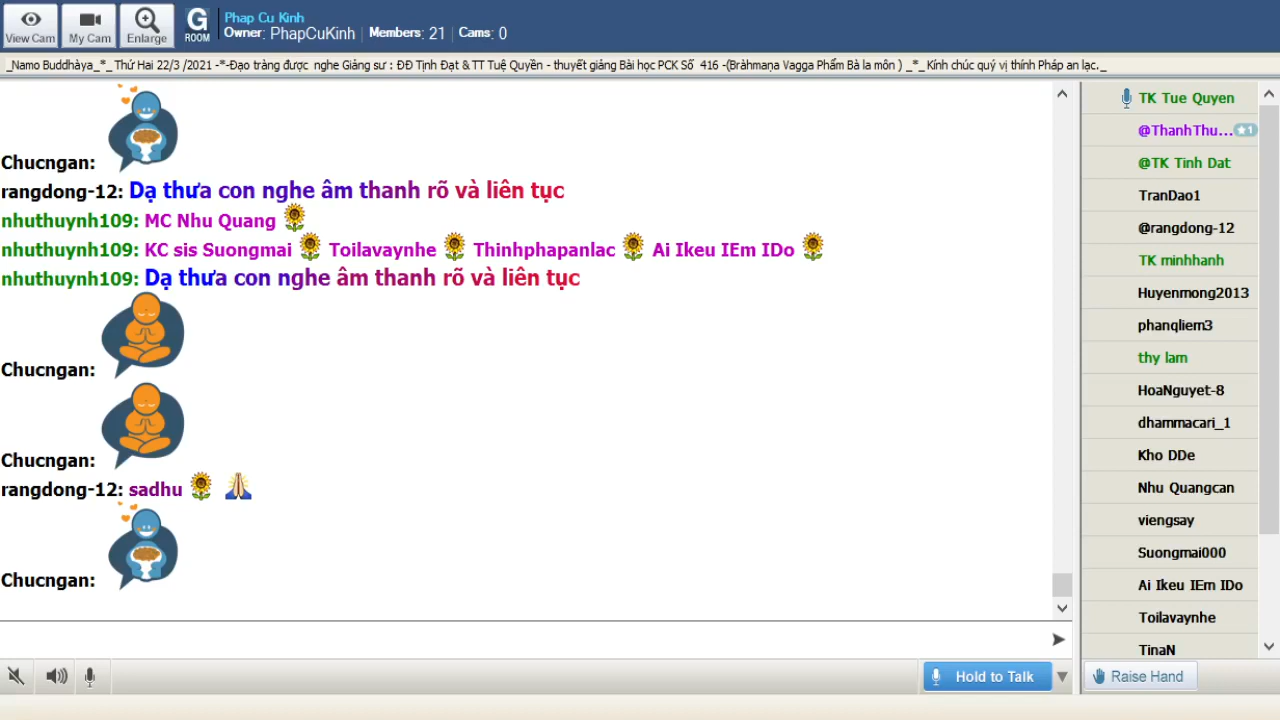 View Cam
My Cam
Enlarge
G
ROOM
Phap Cu Kinh
Owner: PhapCuKinh | Members: 21 | Cams: 0
_Namo Buddhàya_*_ Thứ Hai 22/3 /2021 -*-Đạo tràng được nghe Giảng sư : ĐĐ Tịnh Đạt & TT Tuệ Quyền - thuyết giảng Bài học PCK Số 416 -(Bràhmaṇa Vagga Phẩm Bà la môn ) _*_ Kính chúc quý vị thính Pháp an lạc._
Chucngan:
rangdong-12: Dạ thưa con nghe âm thanh rõ và liên tục
nhuthuynh109: MC Nhu Quang
nhuthuynh109: KC sis Suongmai Toilavaynhe Thinhphapanlac Ai Ikeu IEm IDo
nhuthuynh109: Dạ thưa con nghe âm thanh rõ và liên tục
Chucngan:
Chucngan:
rangdong-12: sadhu
Chucngan:
TK Tue Quyen
@ThanhThu... ★1
@TK Tinh Dat
TranDao1
@rangdong-12
TK minhhanh
Huyenmong2013
phanqliem3
thy lam
HoaNguyet-8
dhammacari_1
Kho DDe
Nhu Quangcan
viengsay
Suongmai000
Ai Ikeu IEm IDo
Toilavaynhe
TinaN
Hold to Talk
Raise Hand